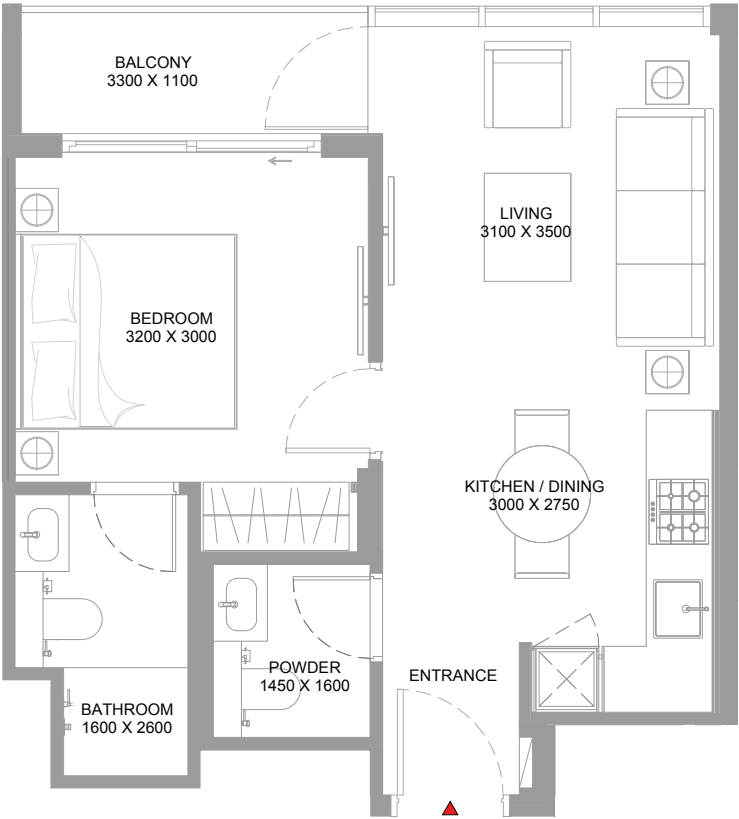 BALCONY
3300 X 1100
LIVING
3100 X 3500
BEDROOM
3200 X 3000
KITCHEN / DINING
3000 X 2750
POWDER
1450 X 1600
ENTRANCE
BATHROOM
1600 X 2600